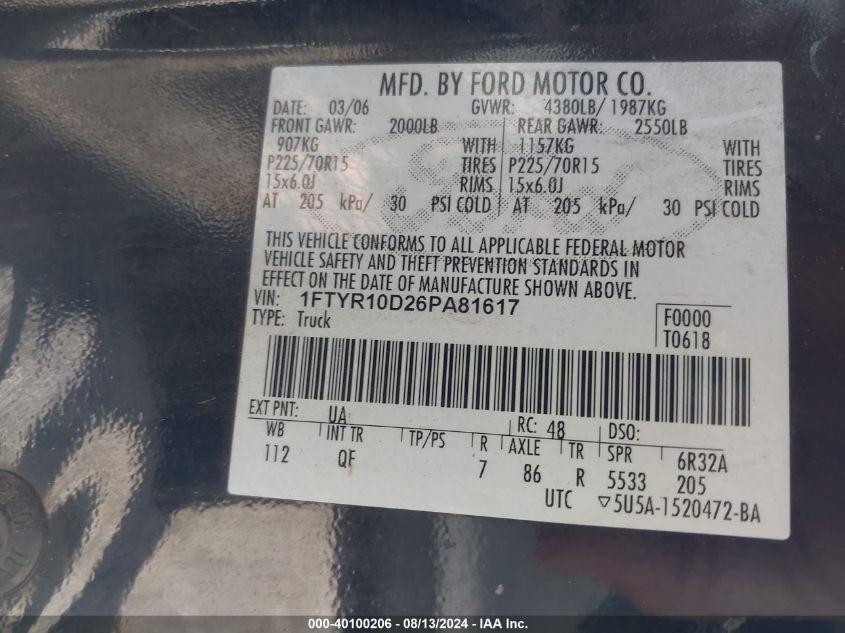 MFD. BY FORD MOTOR CO.
DATE: 03/06 GVWR: 4380LB/ 1987KG
FRONT GAWR: 2000LB REAR GAWR: 2550LB
907KG WITH 1157KG WITH
P225/70R15 TIRES P225/70R15 TIRES
15x6.0J RIMS 15x6.0J RIMS
AT 205 kPa/ 30 PSI COLD AT 205 kPa/ 30 PSI COLD
THIS VEHICLE CONFORMS TO ALL APPLICABLE FEDERAL MOTOR
VEHICLE SAFETY AND THEFT PREVENTION STANDARDS IN
EFFECT ON THE DATE OF MANUFACTURE SHOWN ABOVE.
VIN: 1FTYR10D26PA81617 F0000
TYPE: Truck T0618
EXT PNT: UA RC: 48 DSO:
WB INT TR TP/PS R AXLE TR SPR 6R32A
112 QF 7 86 R 5533 205
UTC ▽5U5A-1520472-BA
000-40100206 - 08/13/2024 - IAA Inc.